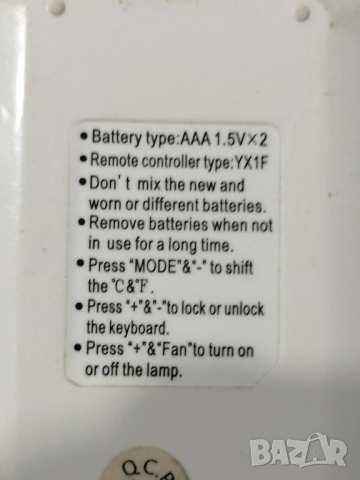 • Battery type:AAA 1.5V×2
• Remote controller type:YX1F
• Don't mix the new and
worn or different batteries.
• Remove batteries when not
in use for a long time.
• Press "MODE"&"-" to shift
the ℃&℉.
• Press "+"&"-"to lock or unlock
the keyboard.
• Press "+"&"Fan"to turn on
or off the lamp.
Q.C.
BAZAR
bg